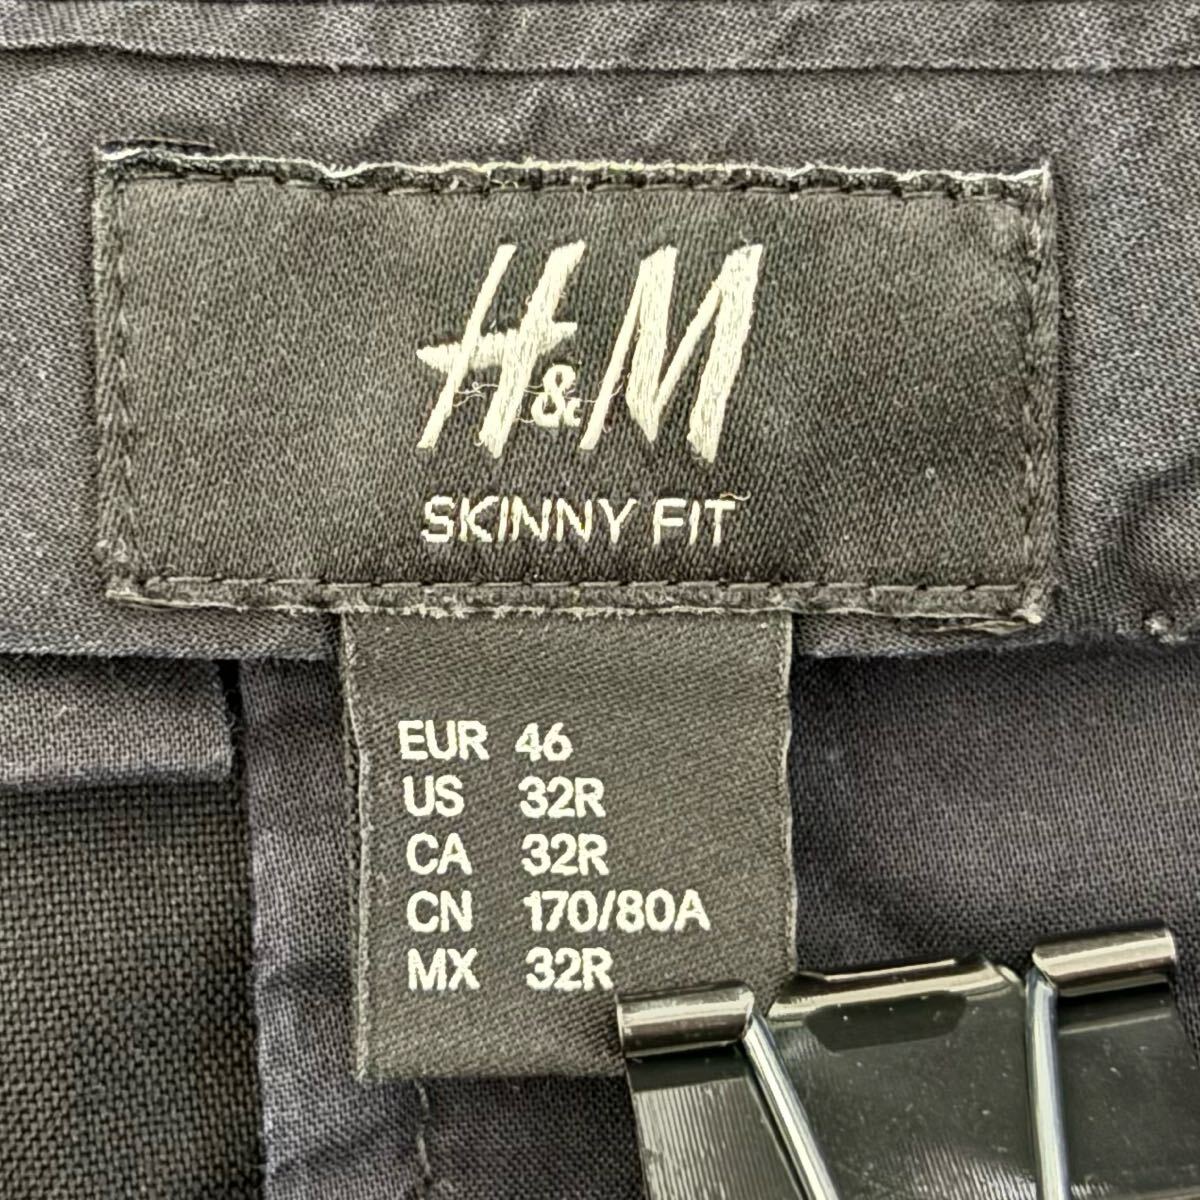 H&M
SKINNY FIT
EUR 46
US 32R
CA 32R
CN 170/80A
MX 32R